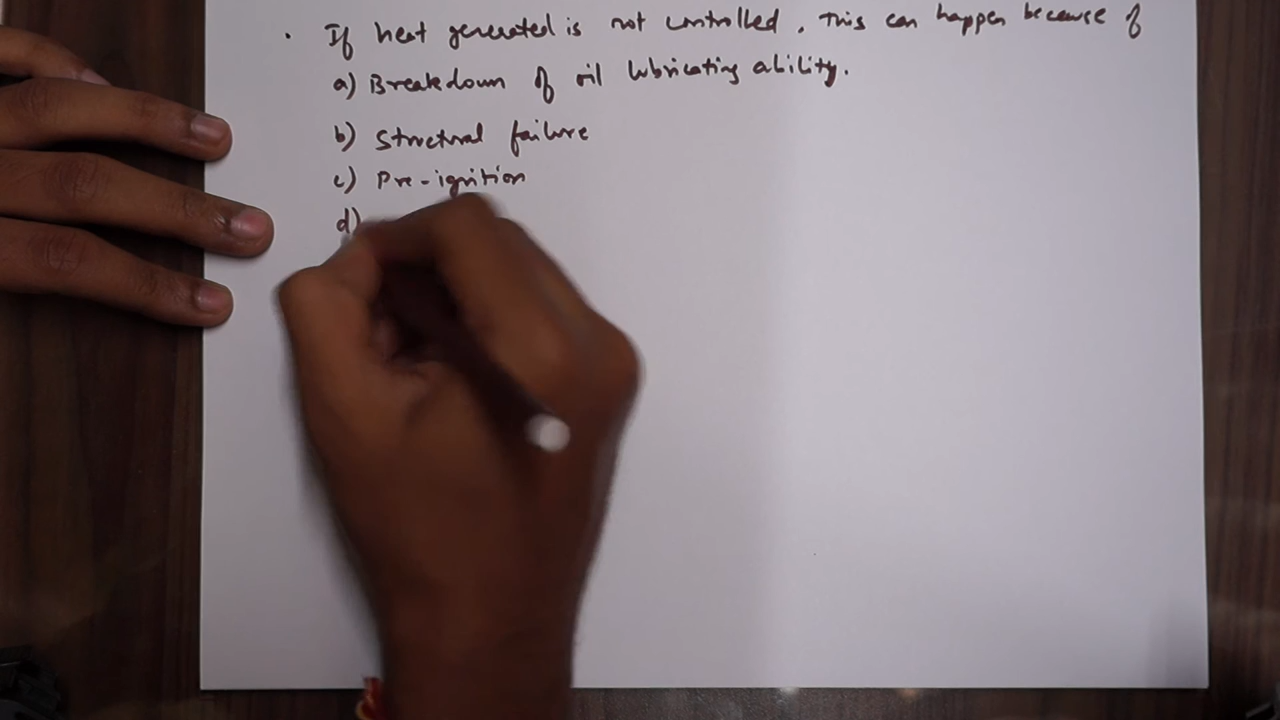 . If heat generated is not controlled. This can happen because of
a) Breakdown of oil lubricating ability.
b) Structural failure
c) Pre-ignition
d)